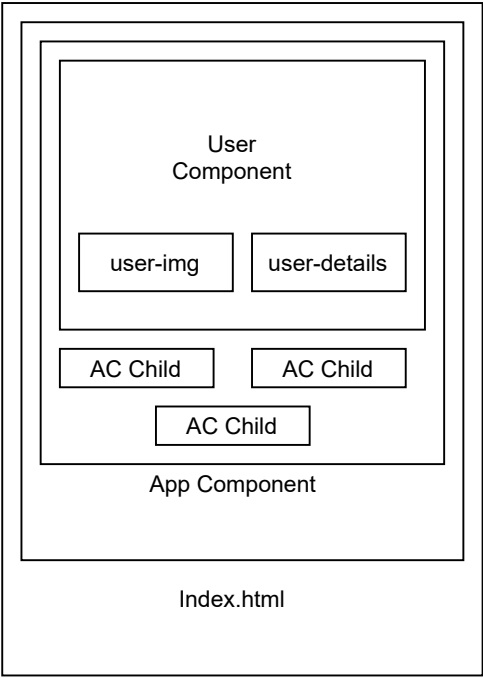 User
Component
user-img
user-details
AC Child
AC Child
AC Child
App Component
Index.html